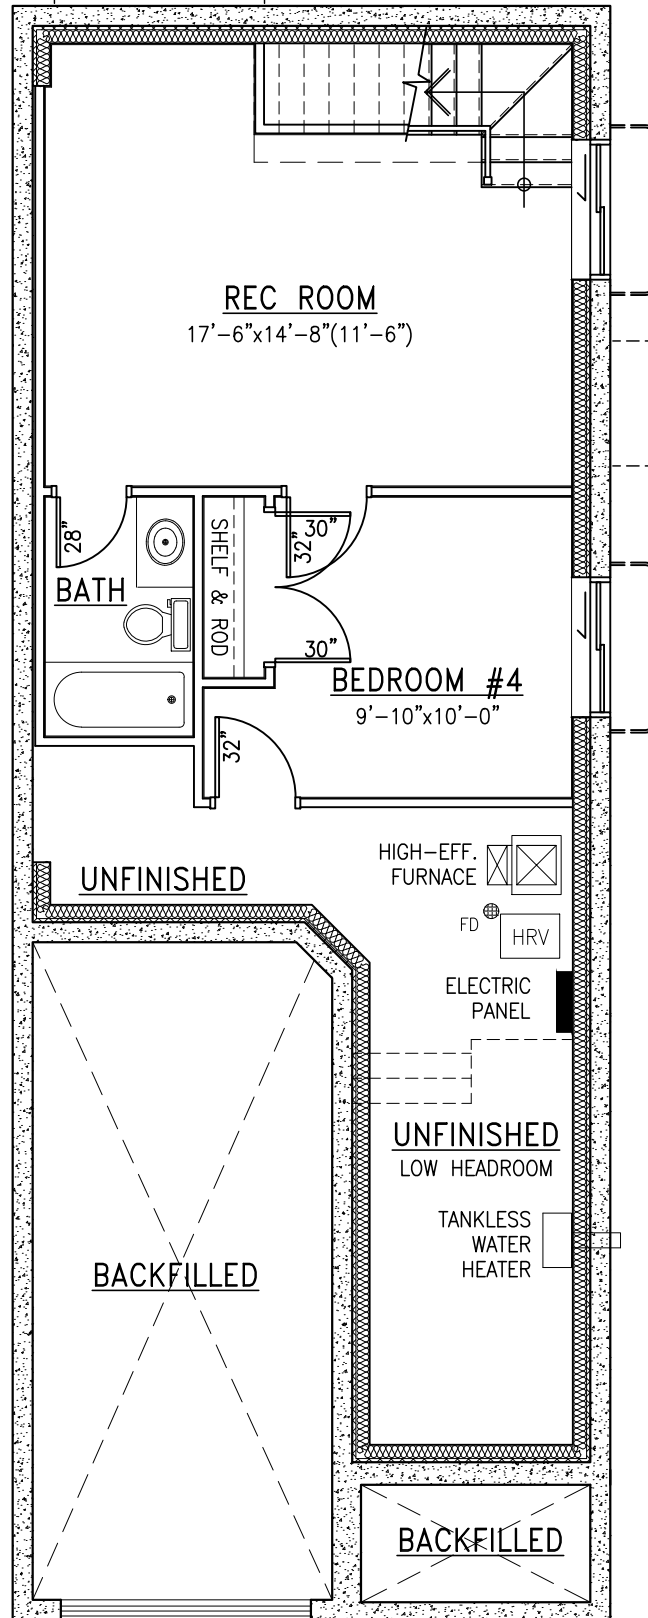 REC ROOM
17'-6"x14'-8"(11'-6")
28"
BATH
SHELF & ROD
30"
32"
30"
BEDROOM #4
9'-10"x10'-0"
32"
UNFINISHED
HIGH-EFF.
FURNACE
FD
HRV
ELECTRIC
PANEL
UNFINISHED
LOW HEADROOM
TANKLESS
WATER
HEATER
BACKFILLED
BACKFILLED